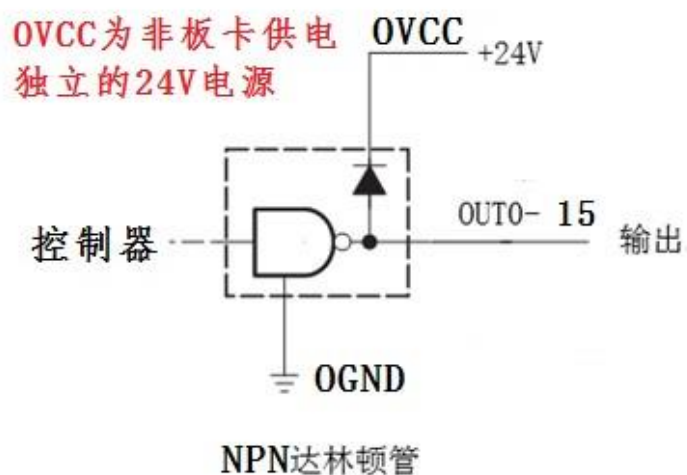 OVCC为非板卡供电
独立的24V电源
OVCC
+24V
控制器
OUT0- 15
输出
OGND
NPN达林顿管